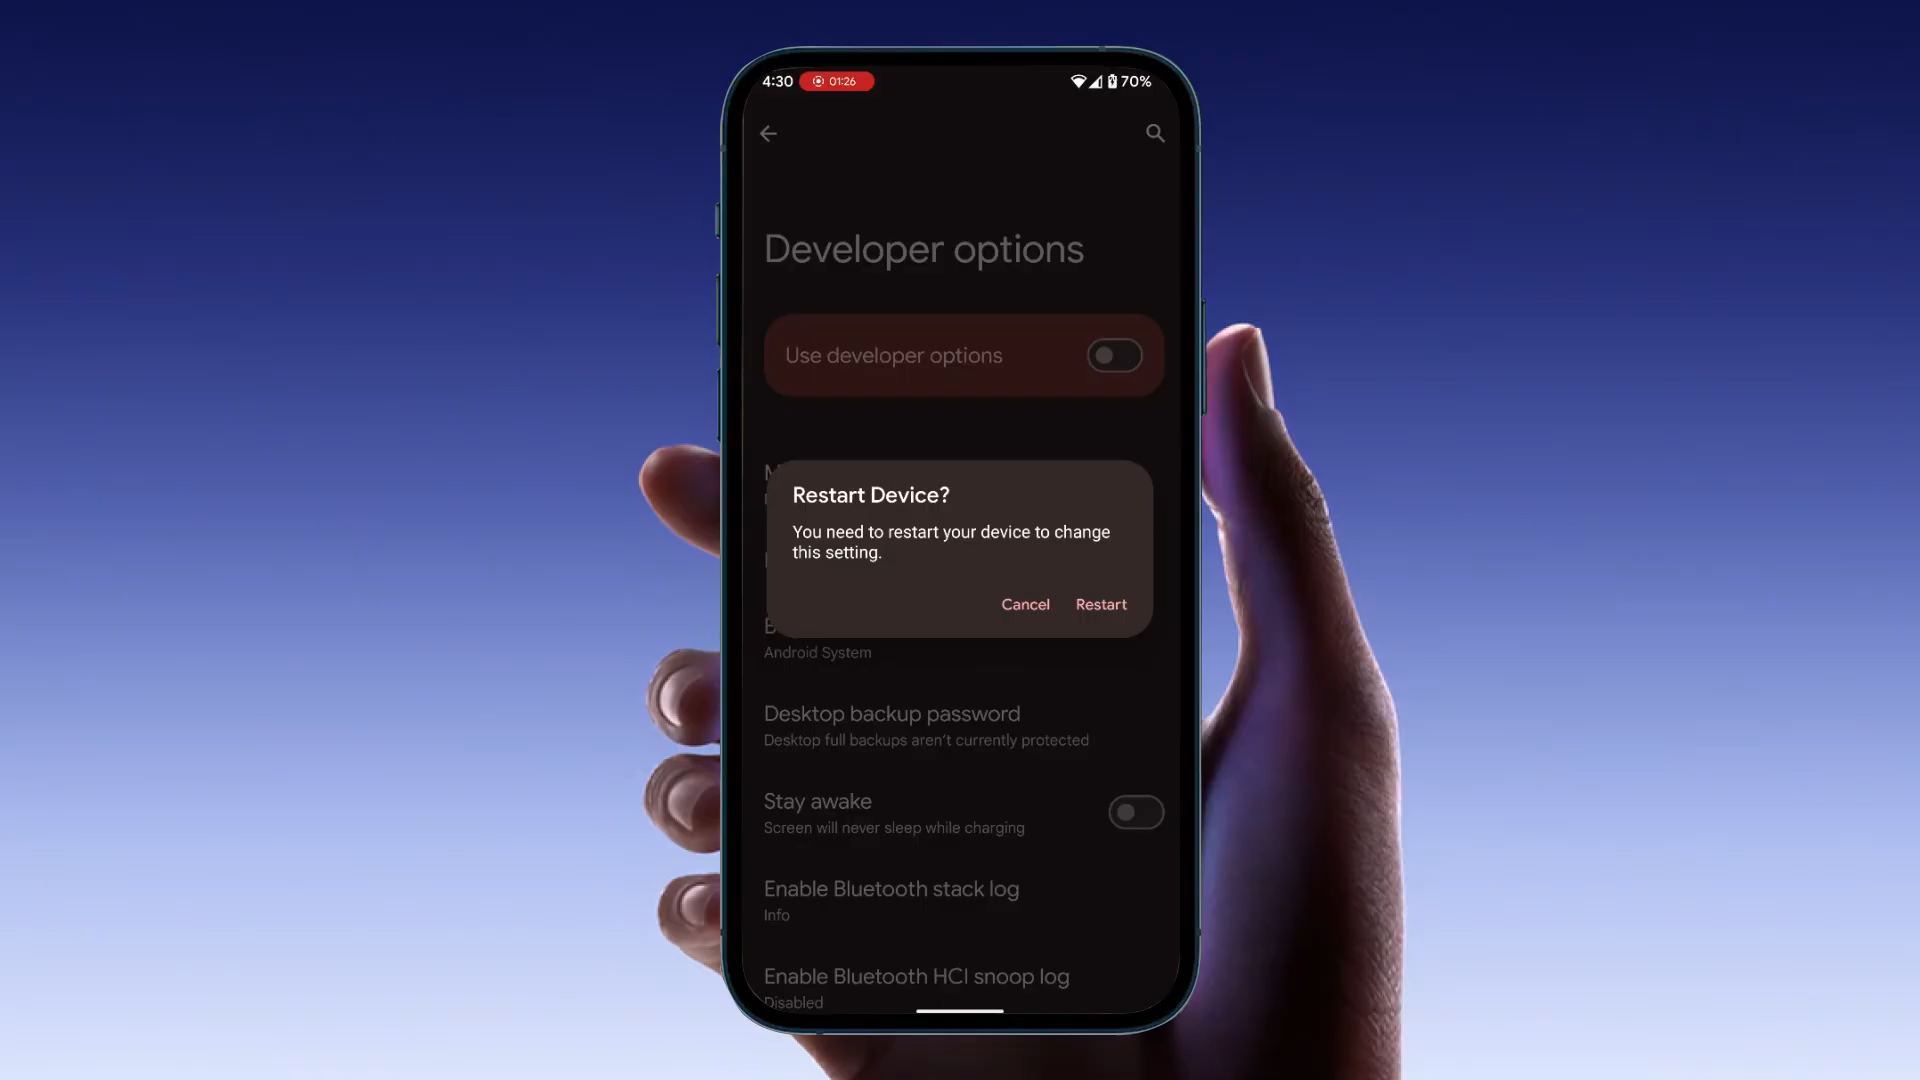 4:30 01:26 70%
Developer options
Use developer options
Restart Device?
You need to restart your device to change
this setting.
Cancel Restart
Android System
Desktop backup password
Desktop full backups aren't currently protected
Stay awake
Screen will never sleep while charging
Enable Bluetooth stack log
Info
Enable Bluetooth HCI snoop log
Disabled